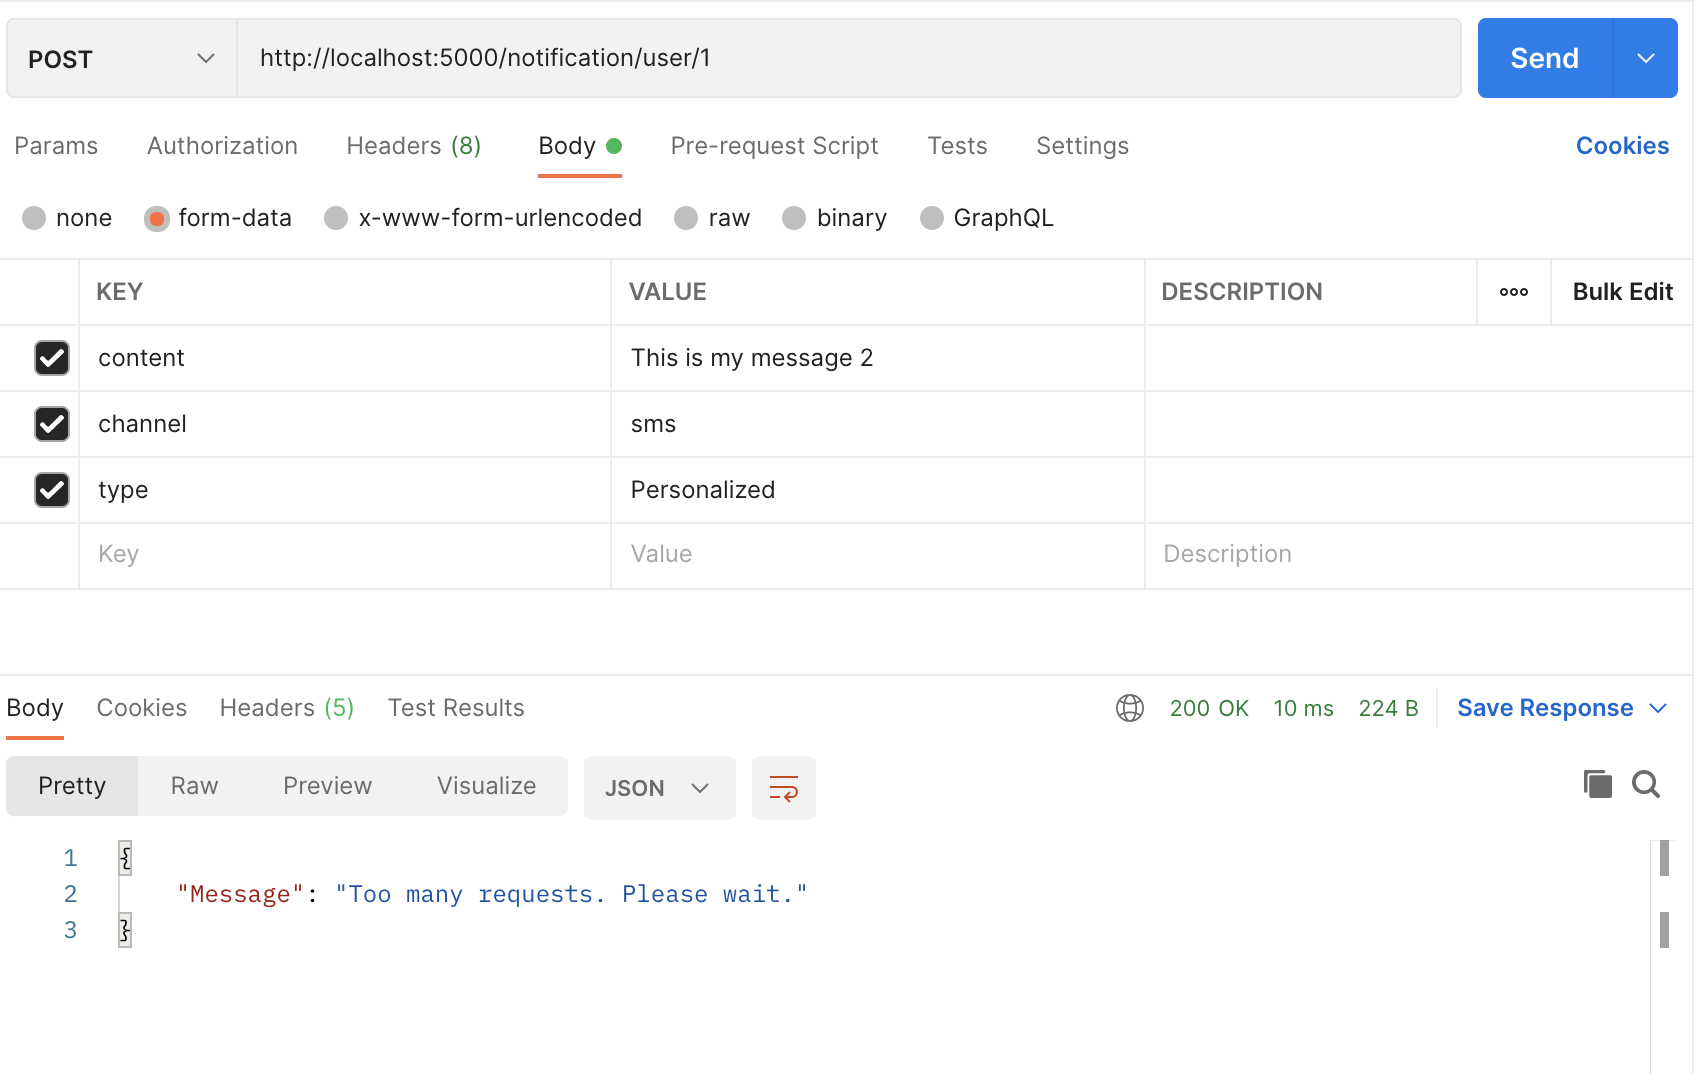 POST http://localhost:5000/notification/user/1 Send
Params Authorization Headers (8) Body Pre-request Script Tests Settings Cookies
none form-data x-www-form-urlencoded raw binary GraphQL
KEY VALUE DESCRIPTION ooo Bulk Edit
content This is my message 2
channel sms
type Personalized
Key Value Description
Body Cookies Headers (5) Test Results 200 OK 10 ms 224 B Save Response
Pretty Raw Preview Visualize JSON
1 {
2 "Message": "Too many requests. Please wait."
3 }